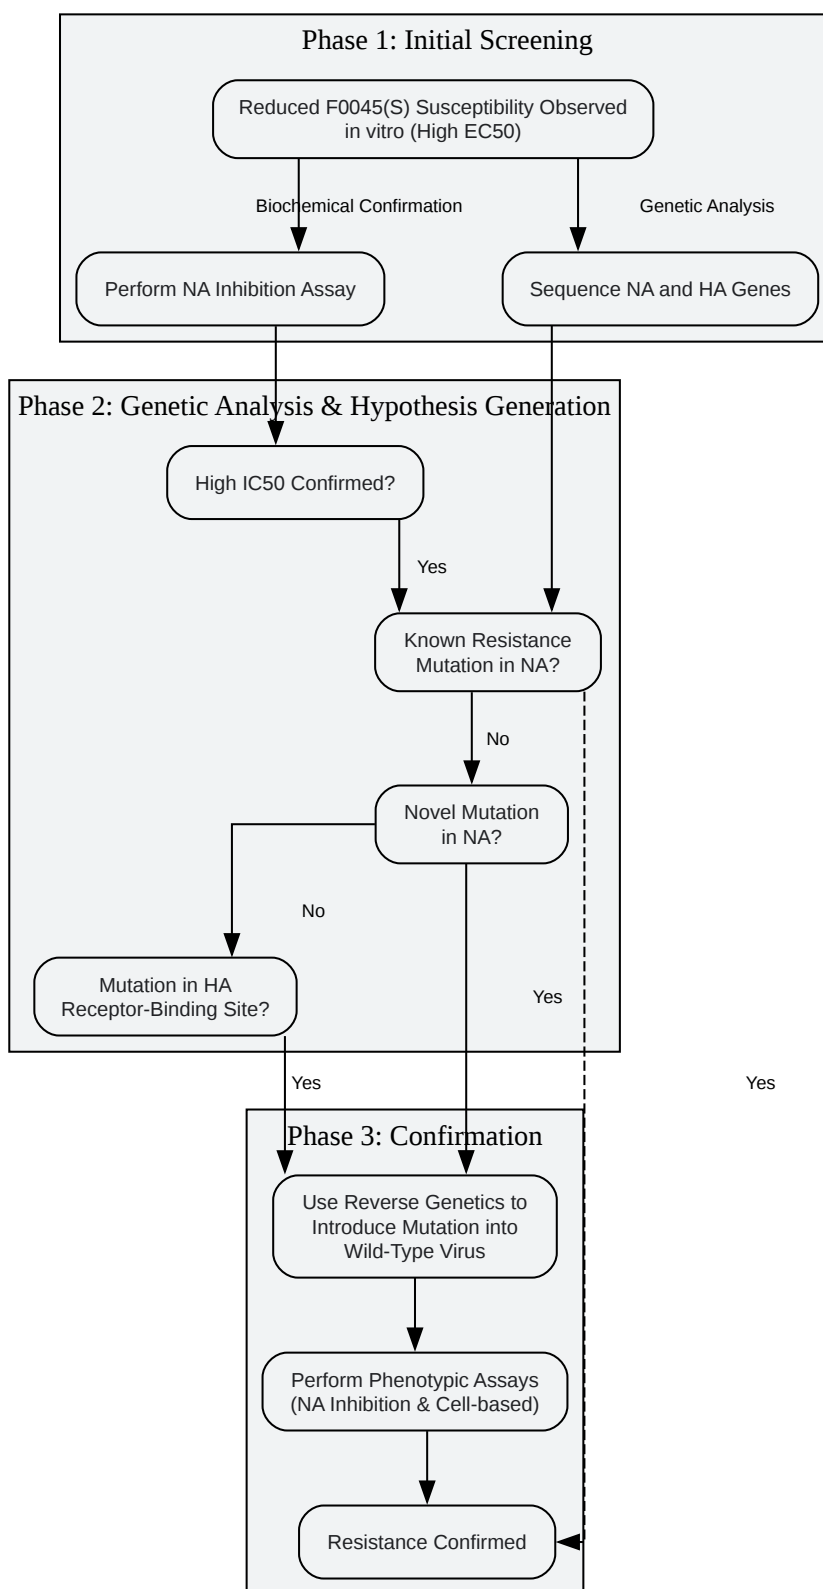 Phase 1: Initial Screening
Reduced F0045(S) Susceptibility Observed
in vitro (High EC50)
Biochemical Confirmation
Genetic Analysis
Perform NA Inhibition Assay
Sequence NA and HA Genes
Phase 2: Genetic Analysis & Hypothesis Generation
High IC50 Confirmed?
Yes
Known Resistance
Mutation in NA?
No
Novel Mutation
in NA?
No
Mutation in HA
Receptor-Binding Site?
Yes
Yes
Yes
Phase 3: Confirmation
Use Reverse Genetics to
Introduce Mutation into
Wild-Type Virus
Perform Phenotypic Assays
(NA Inhibition & Cell-based)
Resistance Confirmed